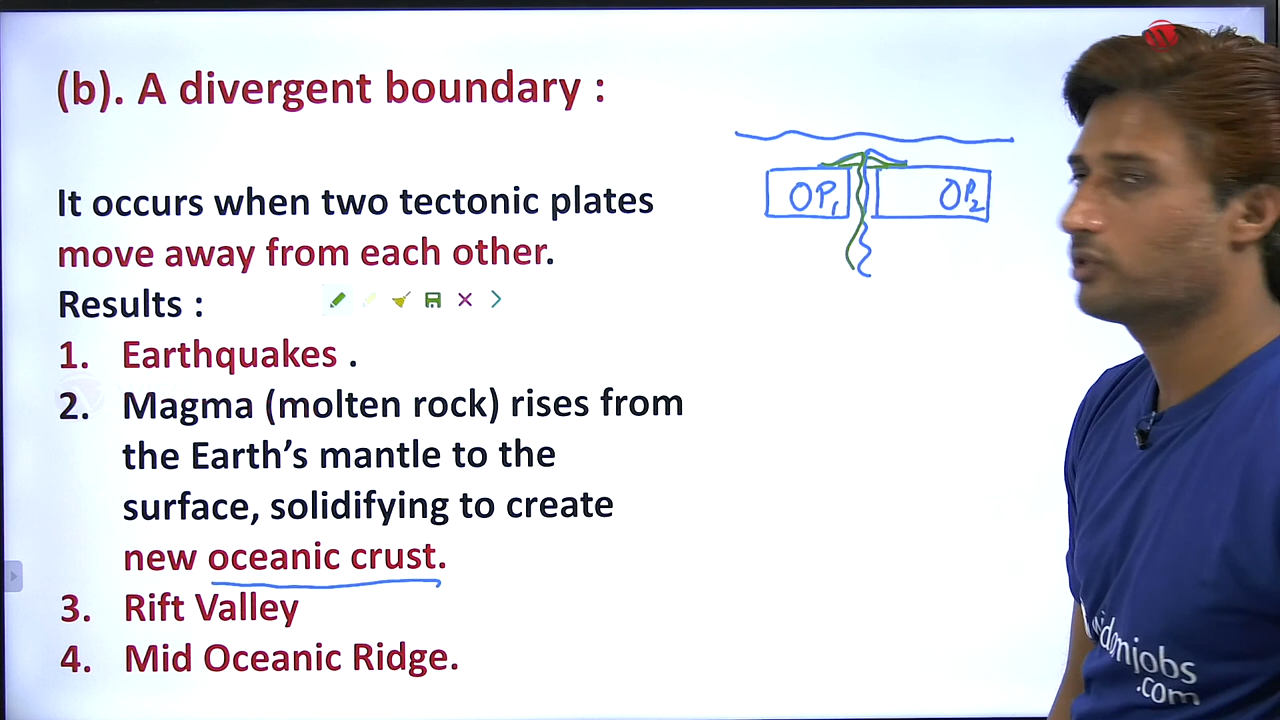 (b). A divergent boundary :
It occurs when two tectonic plates
move away from each other.
Results :
1. Earthquakes .
2. Magma (molten rock) rises from
the Earth's mantle to the
surface, solidifying to create
new oceanic crust.
3. Rift Valley
4. Mid Oceanic Ridge.
OP1
OP2
.com